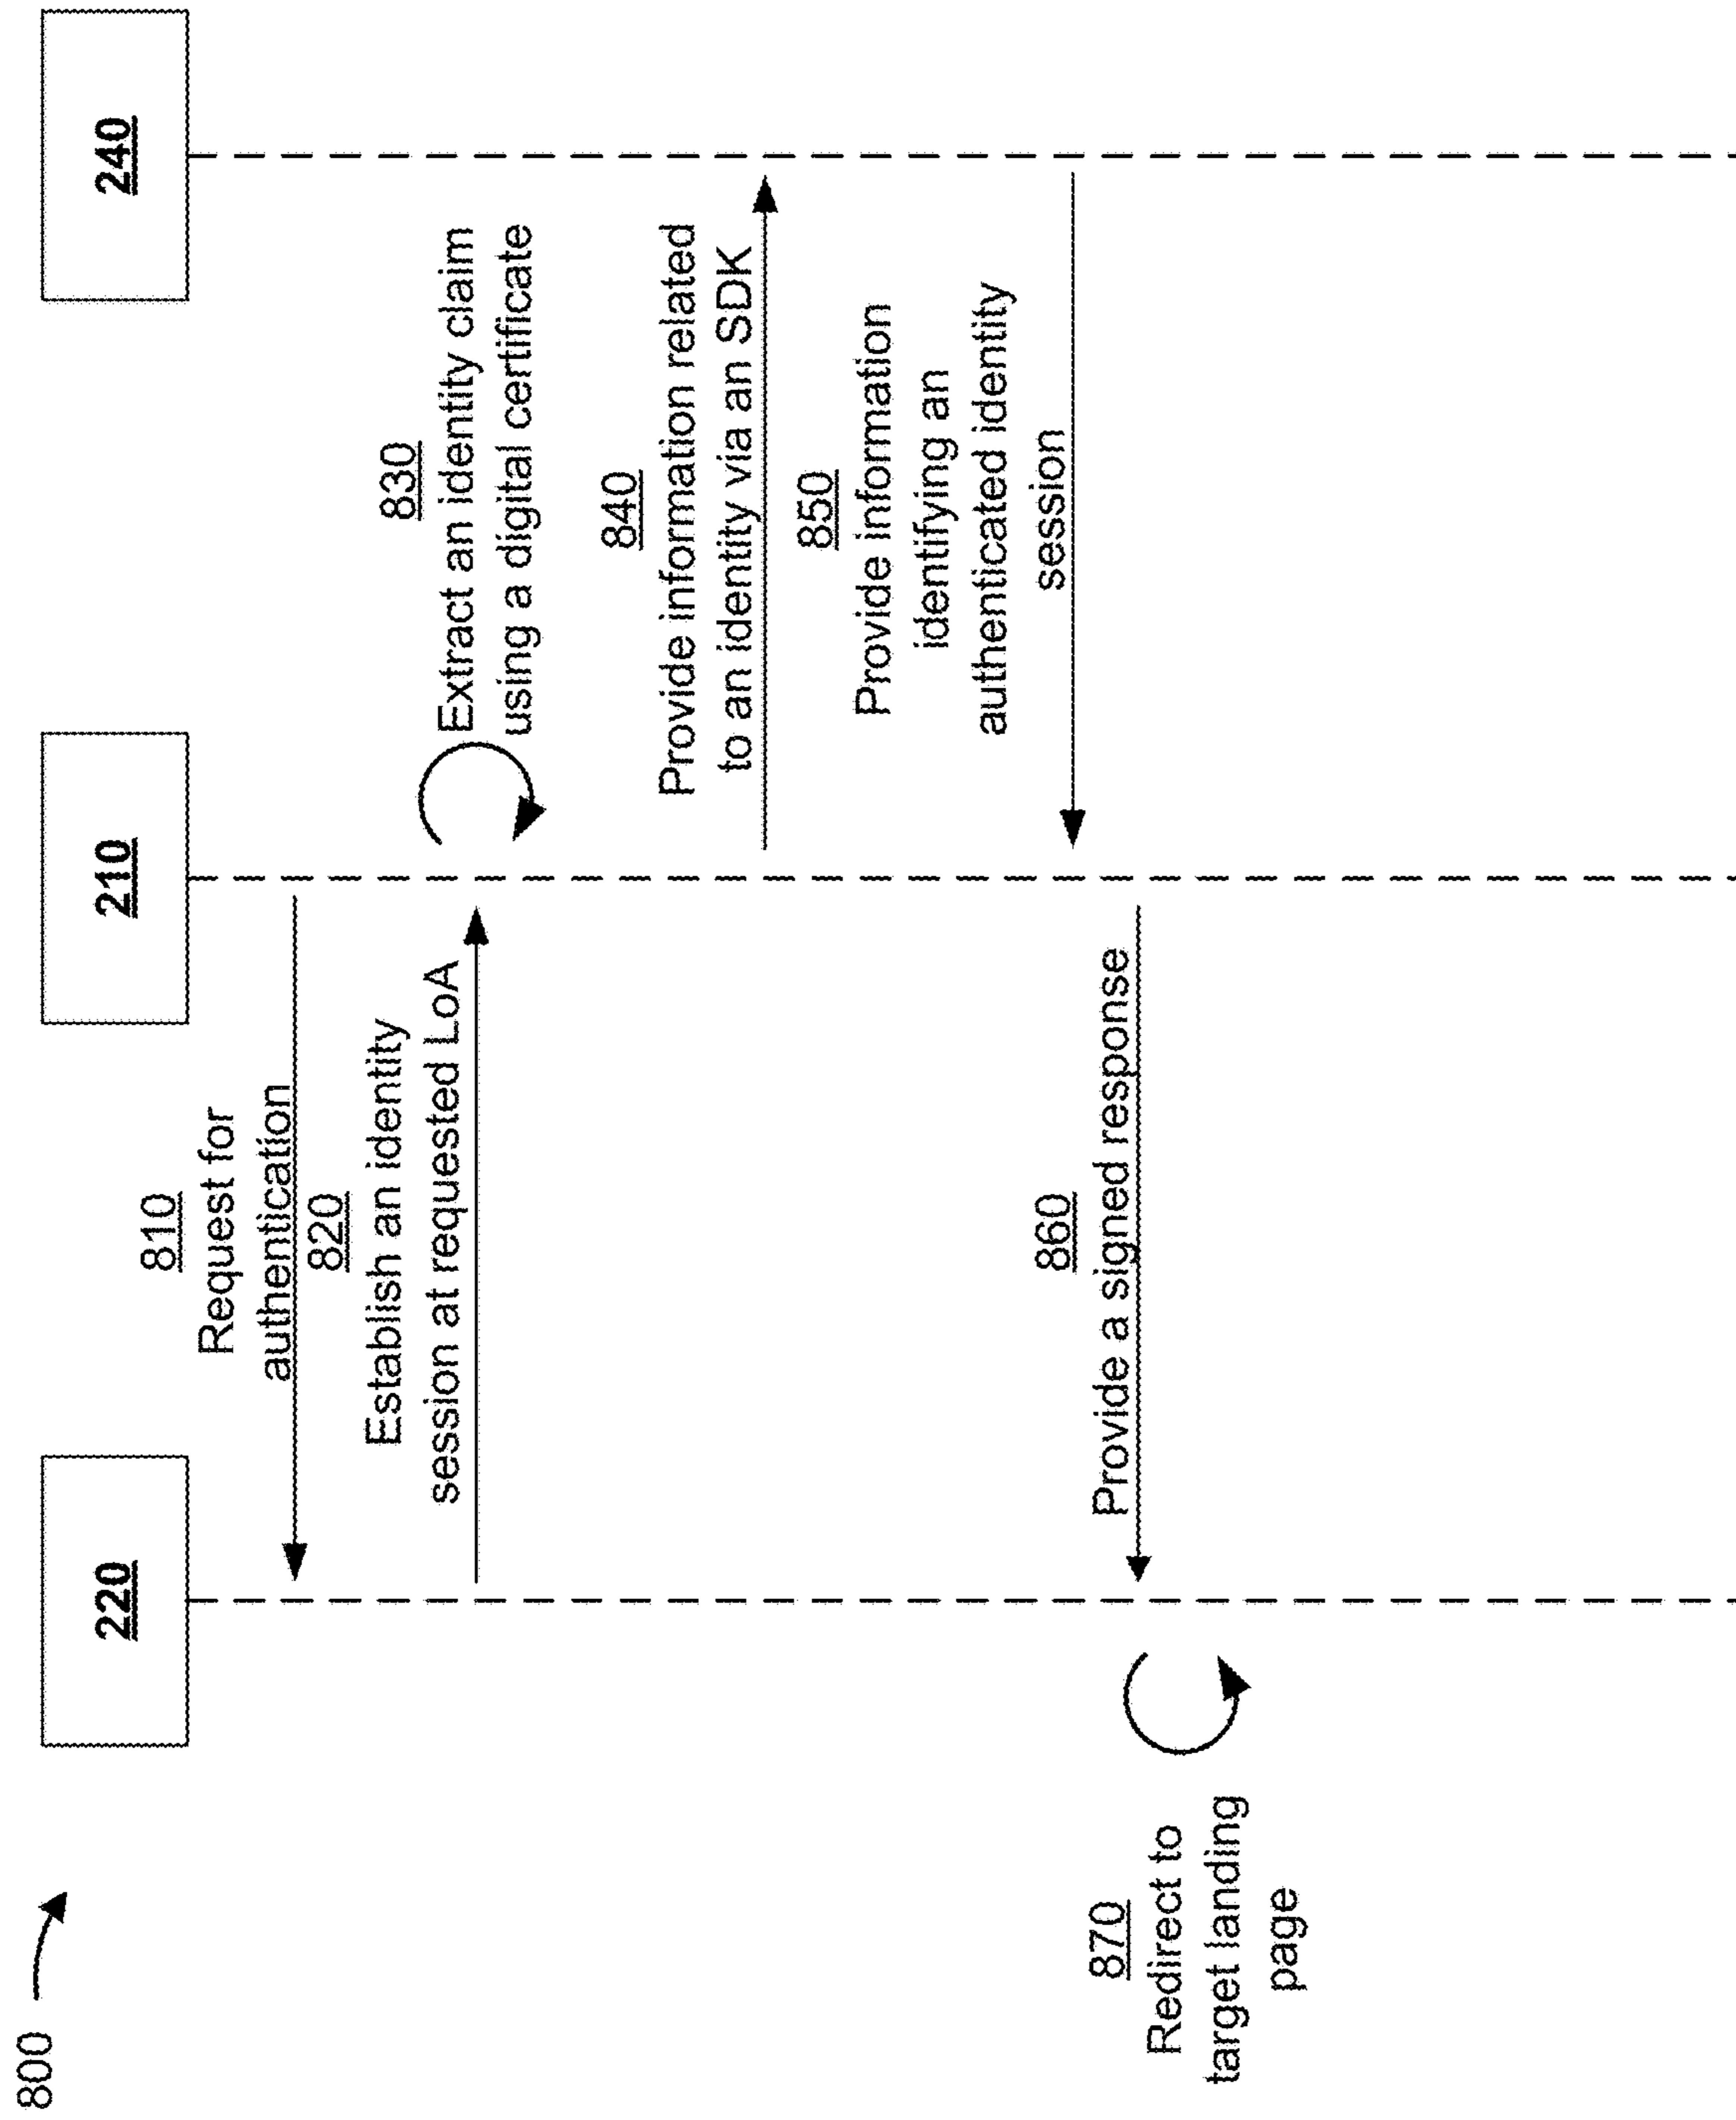 800
220
210
240
810
Request for
authentication
820
Establish an identity
session at requested LoA
830
Extract an identity claim
using a digital certificate
840
Provide information related
to an identity via an SDK
850
Provide information
identifying an
authenticated identity
session
860
Provide a signed response
870
Redirect to
target landing
page